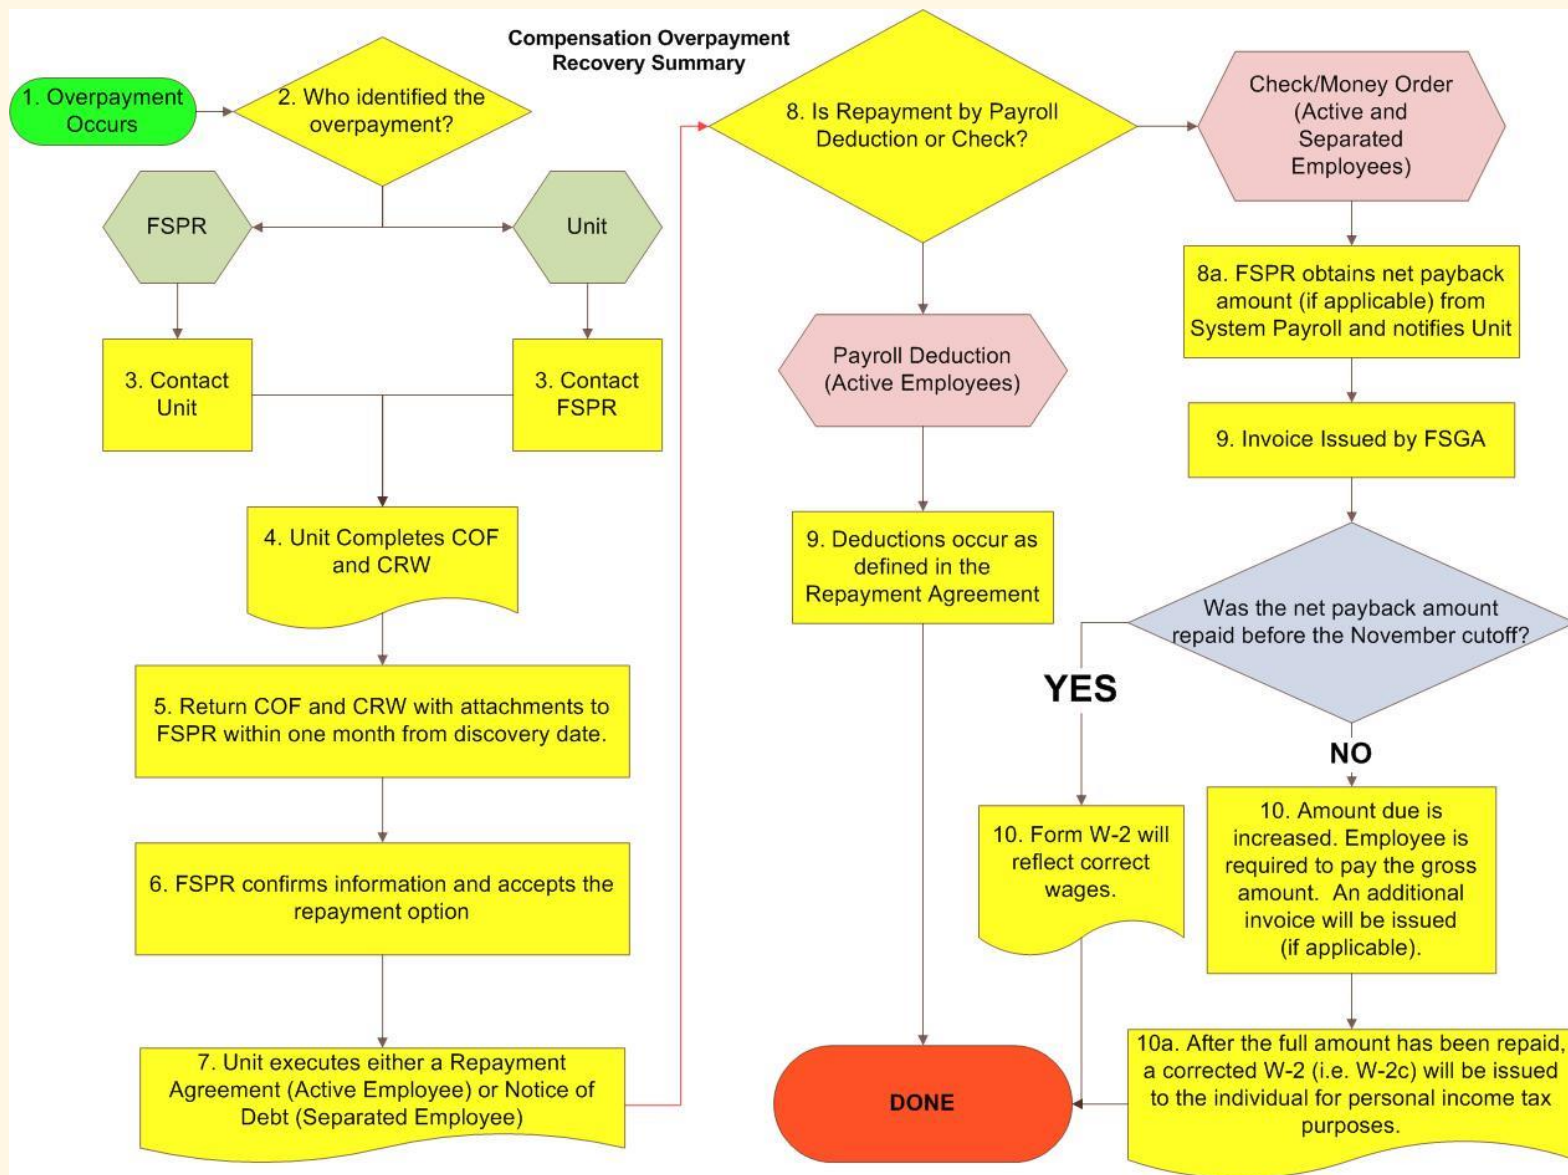 Compensation Overpayment
Recovery Summary
1. Overpayment
Occurs
2. Who identified the
overpayment?
FSPR
Unit
3. Contact
Unit
3. Contact
FSPR
4. Unit Completes COF
and CRW
5. Return COF and CRW with attachments to
FSPR within one month from discovery date.
6. FSPR confirms information and accepts the
repayment option
7. Unit executes either a Repayment
Agreement (Active Employee) or Notice of
Debt (Separated Employee)
8. Is Repayment by Payroll
Deduction or Check?
Payroll Deduction
(Active Employees)
9. Deductions occur as
defined in the
Repayment Agreement
Check/Money Order
(Active and
Separated
Employees)
8a. FSPR obtains net payback
amount (if applicable) from
System Payroll and notifies Unit
9. Invoice Issued by FSGA
Was the net payback amount
repaid before the November cutoff?
YES
10. Form W-2 will
reflect correct
wages.
NO
10. Amount due is
increased. Employee is
required to pay the gross
amount. An additional
invoice will be issued
(if applicable).
10a. After the full amount has been repaid,
a corrected W-2 (i.e. W-2c) will be issued
to the individual for personal income tax
purposes.
DONE